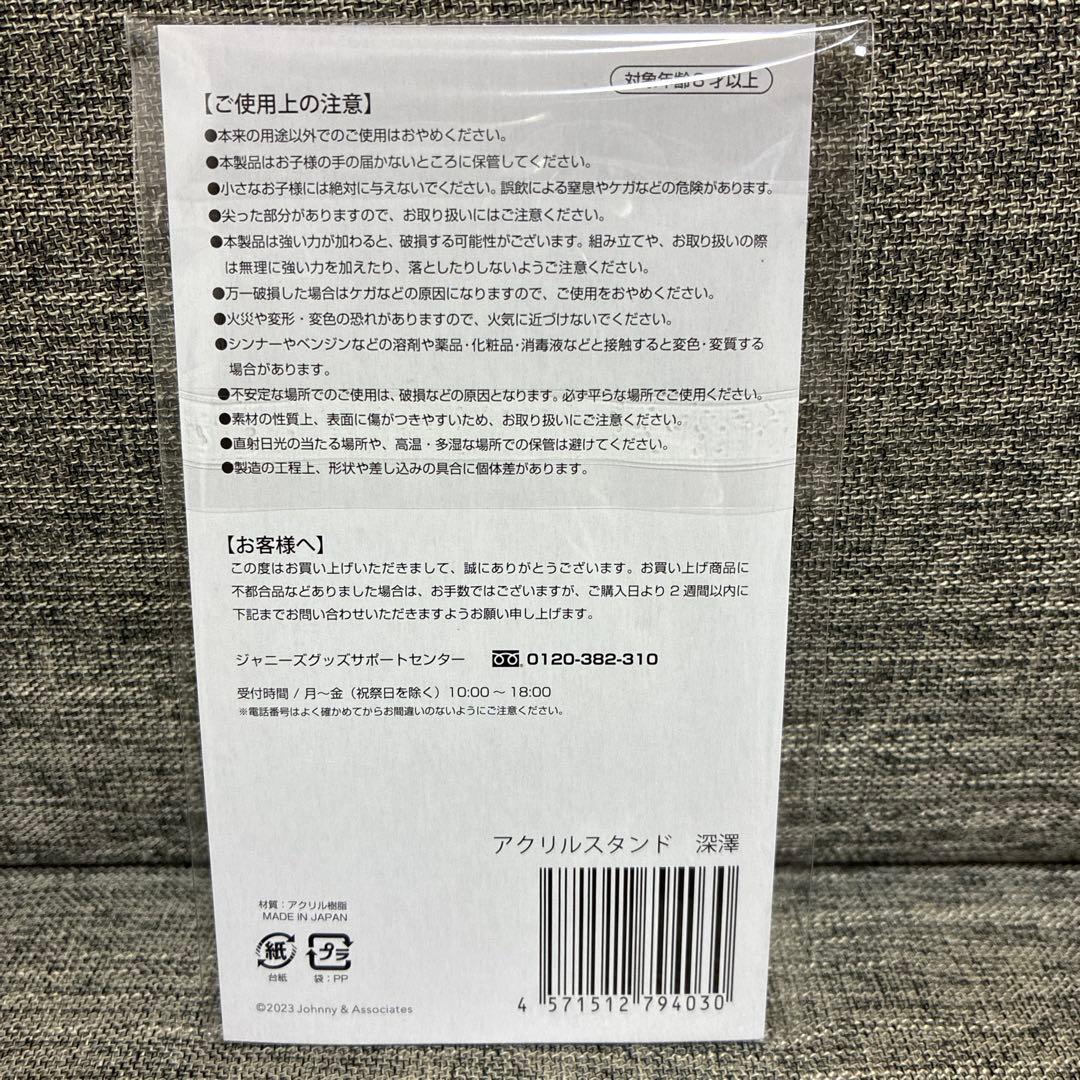 対象年齢6才以上
【ご使用上の注意】
●本来の用途以外でのご使用はおやめください。
●本製品はお子様の手の届かないところに保管してください。
●小さなお子様には絶対に与えないでください。誤飲による窒息やケガなどの危険があります。
●尖った部分がありますので、お取り扱いにはご注意ください。
●本製品は強い力が加わると、破損する可能性がございます。組み立てや、お取り扱いの際
は無理に強い力を加えたり、落としたりしないようご注意ください。
●万一破損した場合はケガなどの原因になりますので、ご使用をおやめください。
●火災や変形・変色の恐れがありますので、火気に近づけないでください。
●シンナーやベンジンなどの溶剤や薬品・化粧品・消毒液などと接触すると変色・変質する
場合があります。
●不安定な場所でのご使用は、破損などの原因となります。必ず平らな場所でご使用ください。
●素材の性質上、表面に傷がつきやすいため、お取り扱いにご注意ください。
●直射日光の当たる場所や、高温・多湿な場所での保管は避けてください。
●製造の工程上、形状や差し込みの具合に個体差があります。
【お客様へ】
この度はお買い上げいただきまして、誠にありがとうございます。お買い上げ商品に
不都合品などありました場合は、お手数ではございますが、ご購入日より2週間以内に
下記までお問い合わせいただきますようお願い申し上げます。
ジャニーズグッズサポートセンター 0120-382-310
受付時間 / 月〜金（祝祭日を除く）10:00 〜 18:00
※電話番号はよく確かめてからお間違いのないようにご注意ください。
アクリルスタンド 深澤
材質：アクリル樹脂
MADE IN JAPAN
紙 プラ
台紙 袋：PP
©2023 Johnny & Associates
4 571512 794030